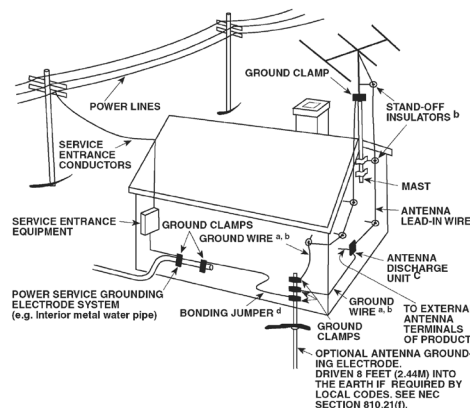 GROUND CLAMP
POWER LINES
STAND-OFF
INSULATORS b
SERVICE
ENTRANCE
CONDUCTORS
MAST
ANTENNA
LEAD-IN WIRE
SERVICE ENTRANCE
EQUIPMENT
GROUND CLAMPS
GROUND WIRE a, b
ANTENNA
DISCHARGE
UNIT C
POWER SERVICE GROUNDING
ELECTRODE SYSTEM
(e.g. Interior metal water pipe)
BONDING JUMPER d
GROUND
WIRE a, b
GROUND
CLAMPS
TO EXTERNA
ANTENNA
TERMINALS
OF PRODUCT
OPTIONAL ANTENNA GROUND-
ING ELECTRODE.
DRIVEN 8 FEET (2.44M) INTO
THE EARTH IF REQUIRED BY
LOCAL CODES. SEE NEC
SECTION 810.21(f).